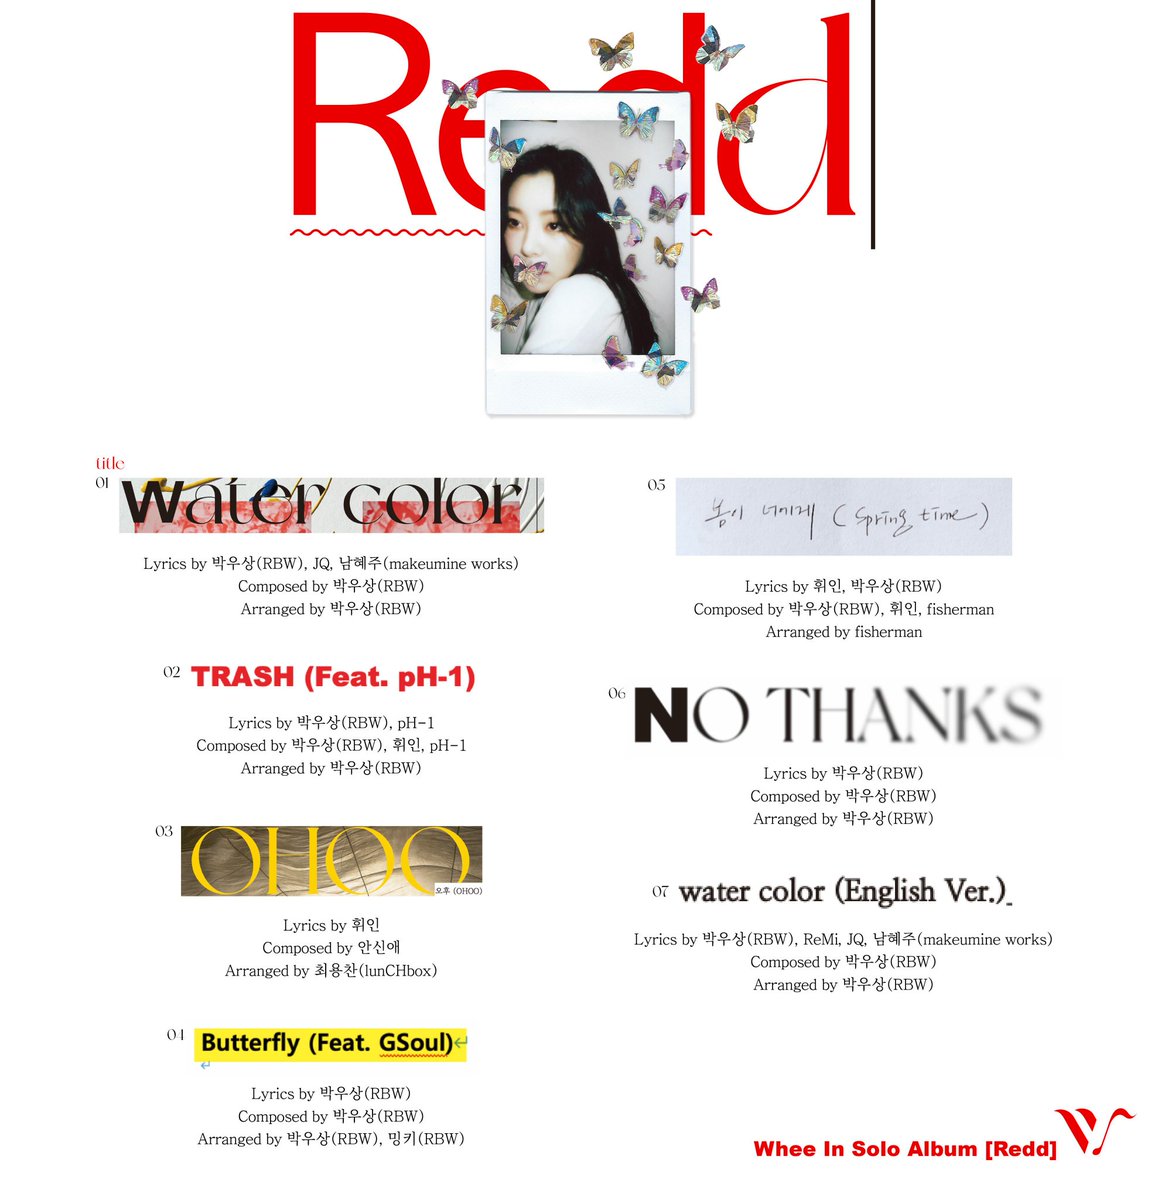 Redd
title
01
water color
Lyrics by 박우상(RBW), JQ, 남혜주(makeumine works)
Composed by 박우상(RBW)
Arranged by 박우상(RBW)
02
TRASH (Feat. pH-1)
Lyrics by 박우상(RBW), pH-1
Composed by 박우상(RBW), 휘인, pH-1
Arranged by 박우상(RBW)
03
OHOO
오후 (OHOO)
Lyrics by 휘인
Composed by 안신애
Arranged by 최용찬(lunCHbox)
04
Butterfly (Feat. GSoul)↵
↵
Lyrics by 박우상(RBW)
Composed by 박우상(RBW)
Arranged by 박우상(RBW), 밍키(RBW)
05
봄이 너에게 (Spring time)
Lyrics by 휘인, 박우상(RBW)
Composed by 박우상(RBW), 휘인, fisherman
Arranged by fisherman
06
NO THANKS
Lyrics by 박우상(RBW)
Composed by 박우상(RBW)
Arranged by 박우상(RBW)
07
water color (English Ver.)_
Lyrics by 박우상(RBW), ReMi, JQ, 남혜주(makeumine works)
Composed by 박우상(RBW)
Arranged by 박우상(RBW)
Whee In Solo Album [Redd]